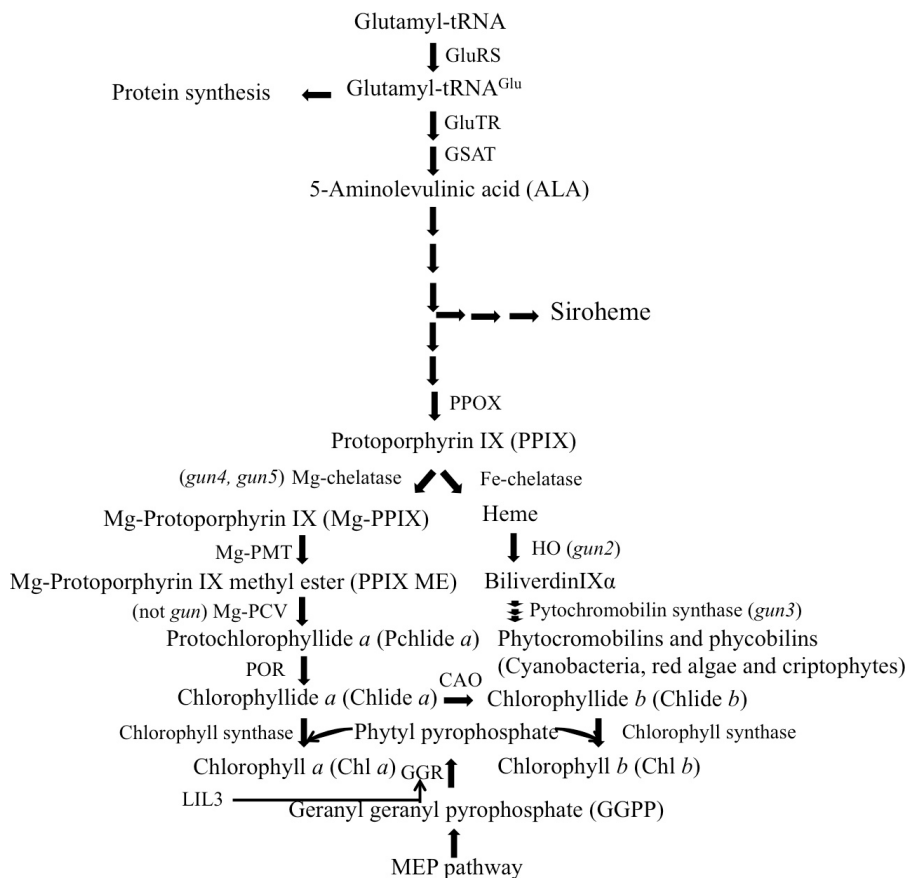 Glutamyl-tRNA
GluRS
Protein synthesis
Glutamyl-tRNAᴳˡᵘ
GluTR
GSAT
5-Aminolevulinic acid (ALA)
Siroheme
PPOX
Protoporphyrin IX (PPIX)
(gun4, gun5) Mg-chelatase
Fe-chelatase
Mg-Protoporphyrin IX (Mg-PPIX)
Heme
Mg-PMT
HO (gun2)
Mg-Protoporphyrin IX methyl ester (PPIX ME)
BiliverdinIXα
(not gun) Mg-PCV
Pytochromobilin synthase (gun3)
Protochlorophyllide a (Pchlide a)
Phytocromobilins and phycobilins
(Cyanobacteria, red algae and criptophytes)
POR
CAO
Chlorophyllide a (Chlide a)
Chlorophyllide b (Chlide b)
Chlorophyll synthase
Phytyl pyrophosphate
Chlorophyll synthase
Chlorophyll a (Chl a)
GGR
Chlorophyll b (Chl b)
LIL3
Geranyl geranyl pyrophosphate (GGPP)
MEP pathway